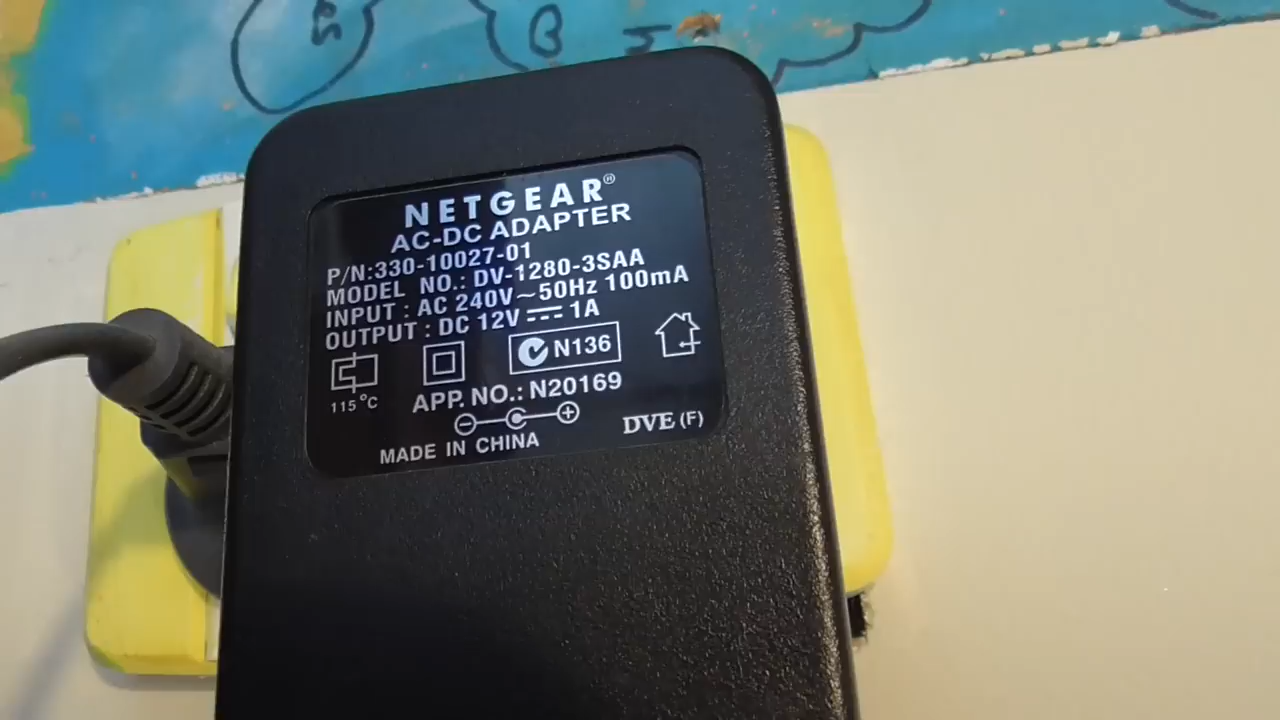 NETGEAR®
AC-DC ADAPTER
P/N:330-10027-01
MODEL NO.: DV-1280-3SAA
INPUT : AC 240V~50Hz 100mA
OUTPUT : DC 12V⎓1A
N136
115°C
APP. NO.: N20169
DVE (F)
MADE IN CHINA